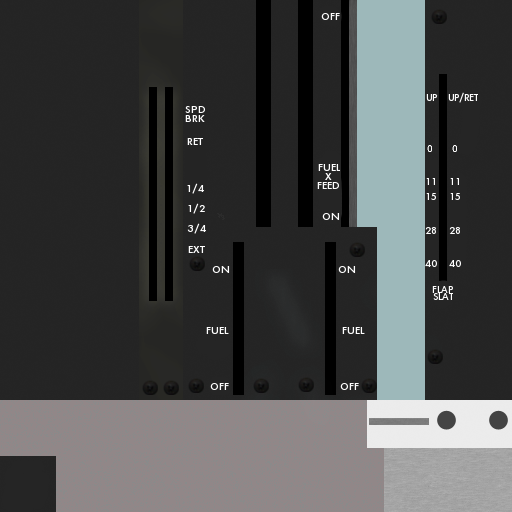 OFF
SPD
BRK
RET
1/4
1/2
3/4
EXT
FUEL
X
FEED
ON
ON
FUEL
OFF
ON
FUEL
OFF
UP UP/RET
0 0
11 11
15 15
28 28
40 40
FLAP
SLAT